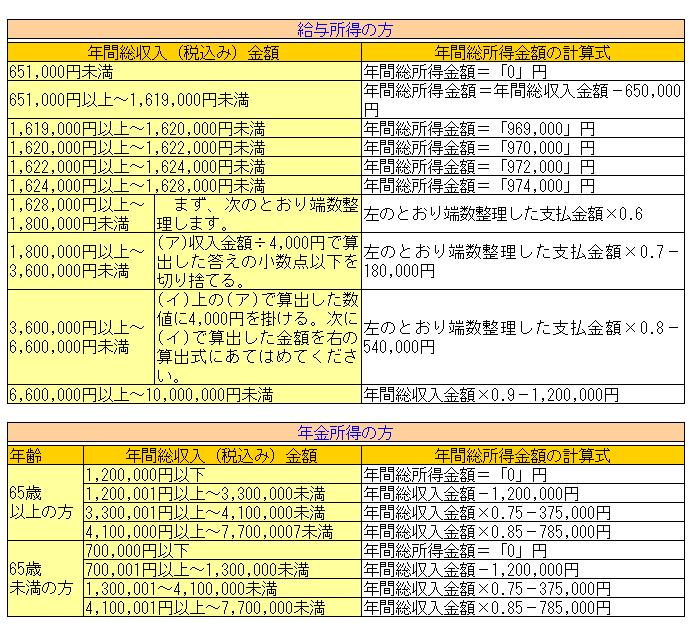 給与所得の方
年間総収入（税込み）金額
年間総所得金額の計算式
651,000円未満
年間総所得金額＝「0」円
651,000円以上～1,619,000円未満
年間総所得金額＝年間総収入金額－650,000
円
1,619,000円以上～1,620,000円未満
年間総所得金額＝「969,000」円
1,620,000円以上～1,622,000円未満
年間総所得金額＝「970,000」円
1,622,000円以上～1,624,000円未満
年間総所得金額＝「972,000」円
1,624,000円以上～1,628,000円未満
年間総所得金額＝「974,000」円
1,628,000円以上～
1,800,000円未満
まず、次のとおり端数整
理します。
左のとおり端数整理した支払金額×0.6
1,800,000円以上～
3,600,000円未満
(ア)収入金額÷4,000円で算
出した答えの小数点以下を
切り捨てる。
左のとおり端数整理した支払金額×0.7－
180,000円
3,600,000円以上～
6,600,000円未満
(イ)上の(ア)で算出した数
値に4,000円を掛ける。次に
(イ)で算出した金額を右の
算出式にあてはめてくださ
い。
左のとおり端数整理した支払金額×0.8－
540,000円
6,600,000円以上～10,000,000円未満
年間総収入金額×0.9－1,200,000円
年金所得の方
年齢
年間総収入（税込み）金額
年間総所得金額の計算式
65歳
以上の方
1,200,000円以下
年間総所得金額＝「0」円
1,200,001円以上～3,300,000未満
年間総収入金額－1,200,000円
3,300,001円以上～4,100,000未満
年間総収入金額×0.75－375,000円
4,100,000円以上～7,700,0007未満
年間総収入金額×0.85－785,000円
65歳
未満の方
700,000円以下
年間総所得金額＝「0」円
700,001円以上～1,300,000未満
年間総収入金額－1,200,000円
1,300,001～4,100,000未満
年間総収入金額×0.75－375,000円
4,100,001円以上～7,700,000未満
年間総収入金額×0.85－785,000円